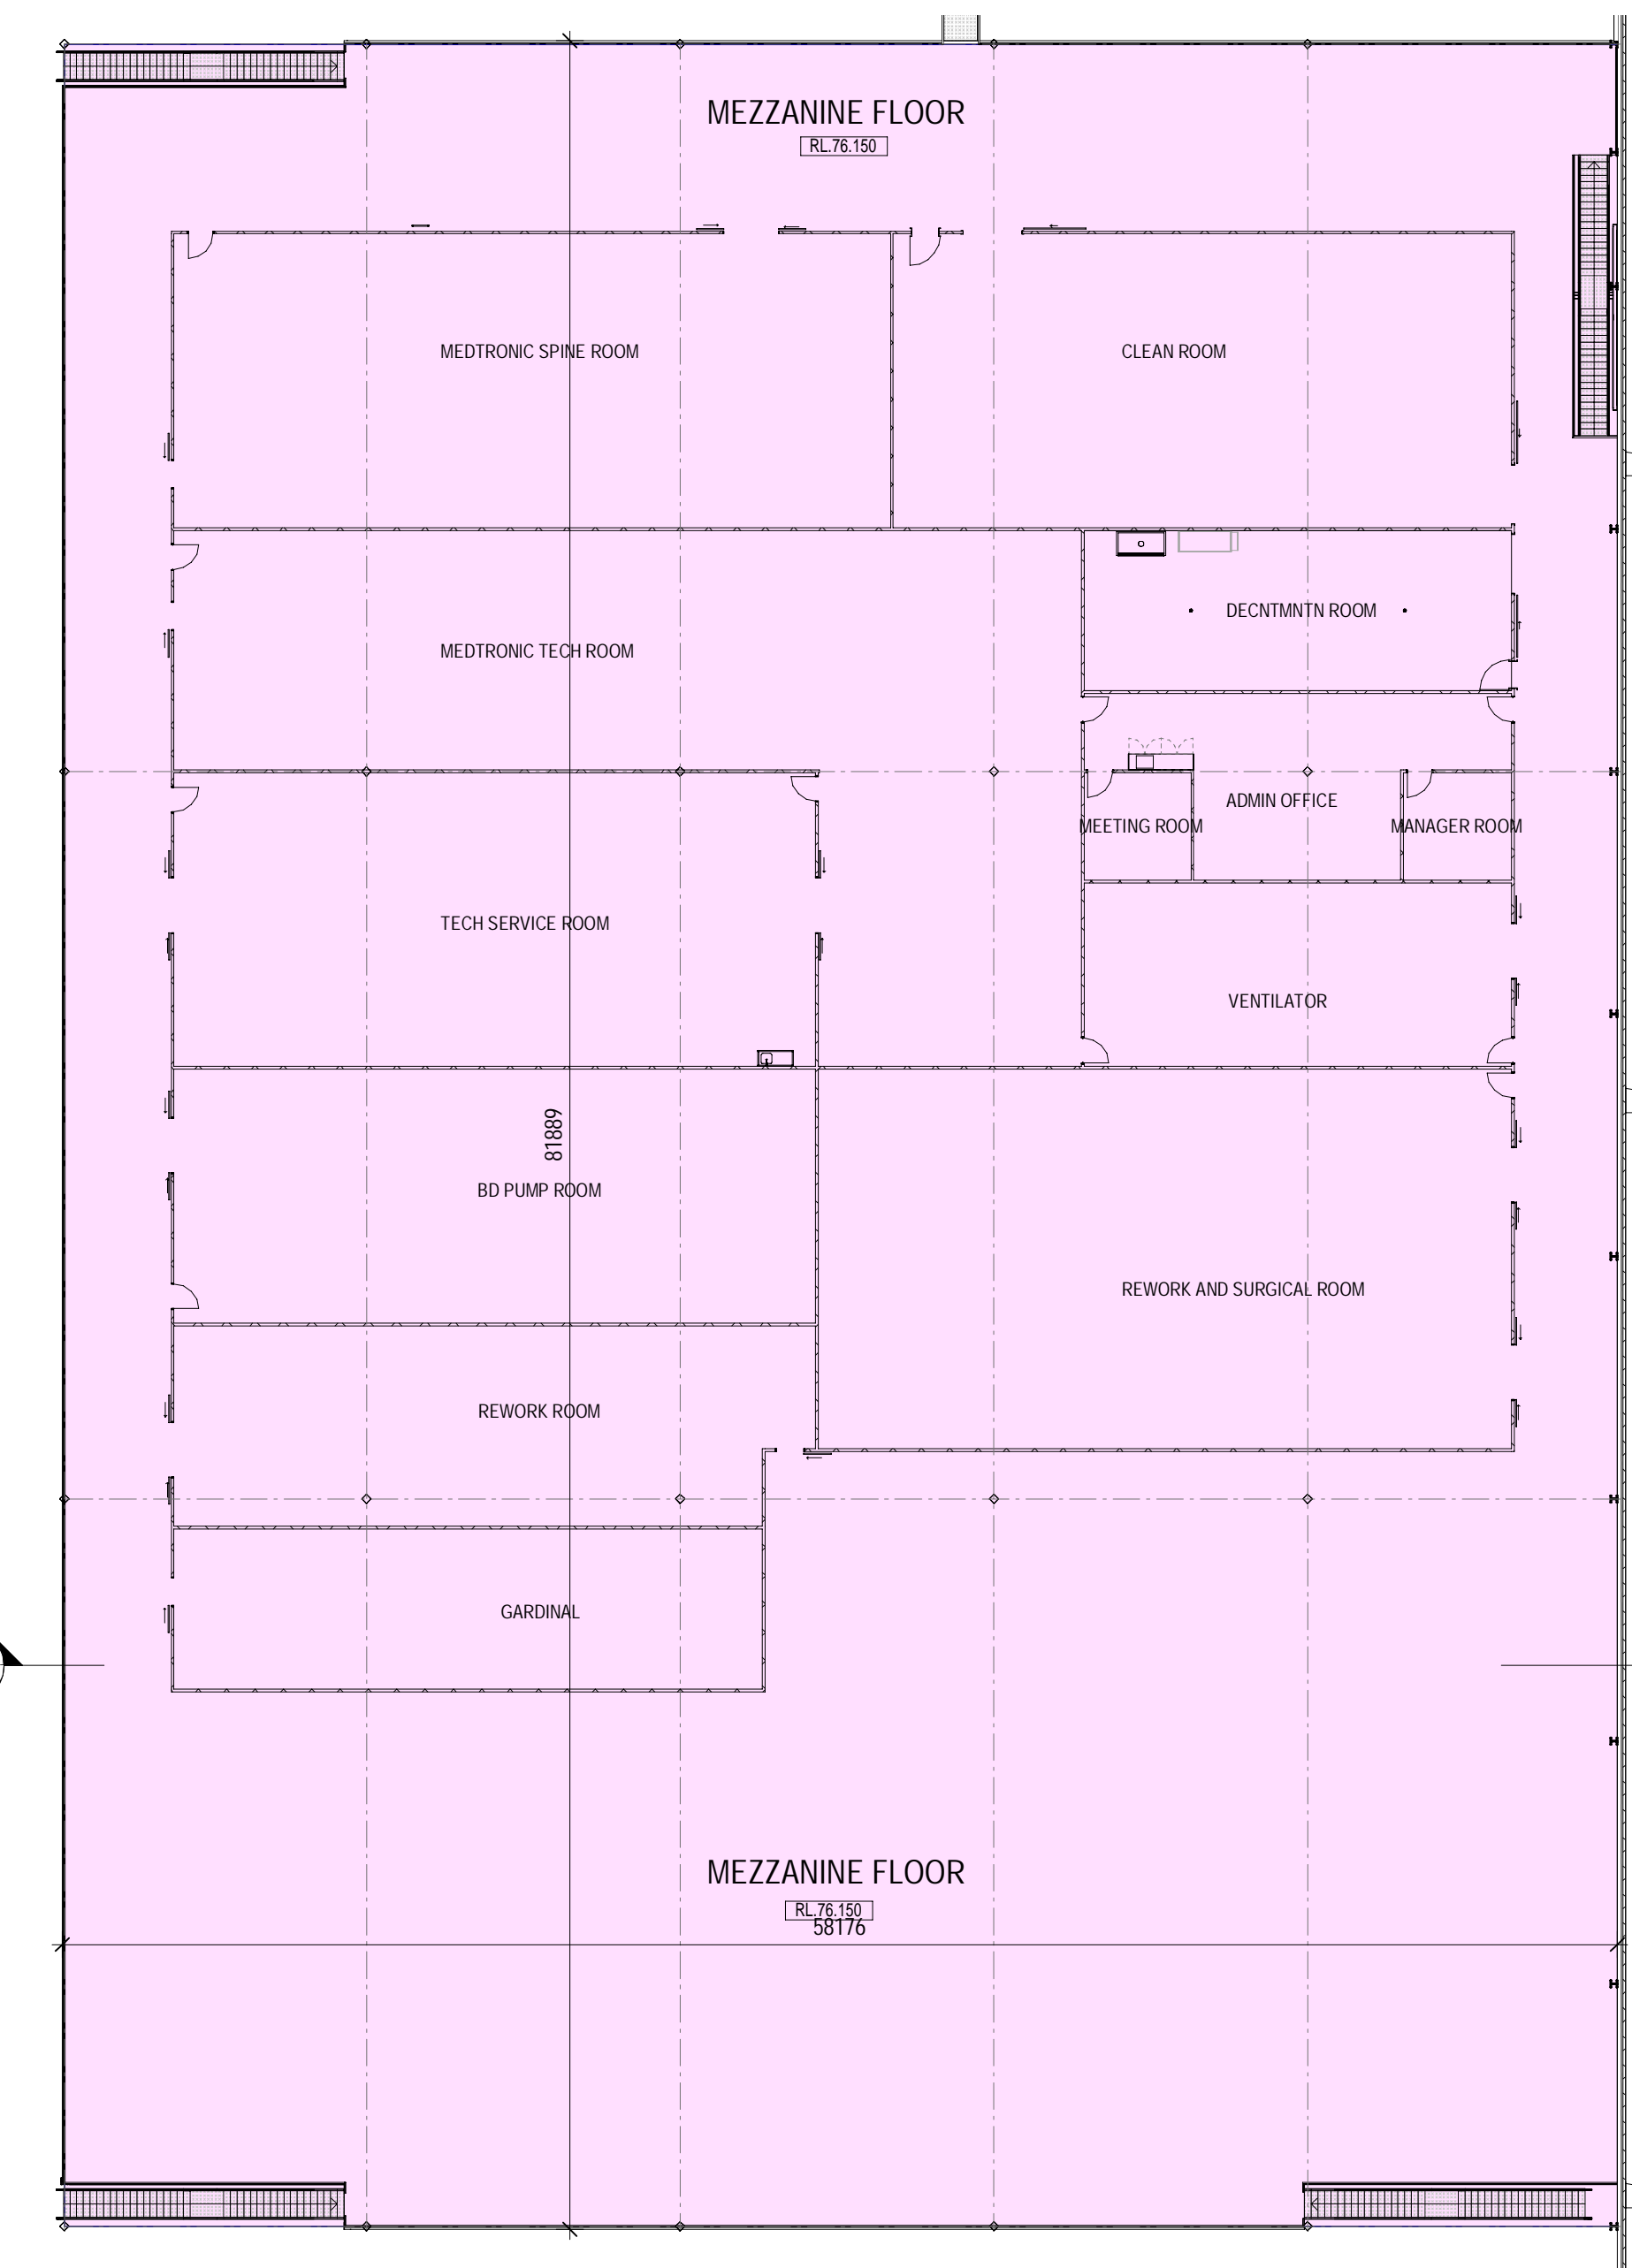 MEZZANINE FLOOR
RL.76.150
MEDTRONIC SPINE ROOM
CLEAN ROOM
DECNTMNTN ROOM
MEDTRONIC TECH ROOM
ADMIN OFFICE
MEETING ROOM
MANAGER ROOM
TECH SERVICE ROOM
VENTILATOR
81889
BD PUMP ROOM
REWORK AND SURGICAL ROOM
REWORK ROOM
GARDINAL
MEZZANINE FLOOR
RL.76.150
58176